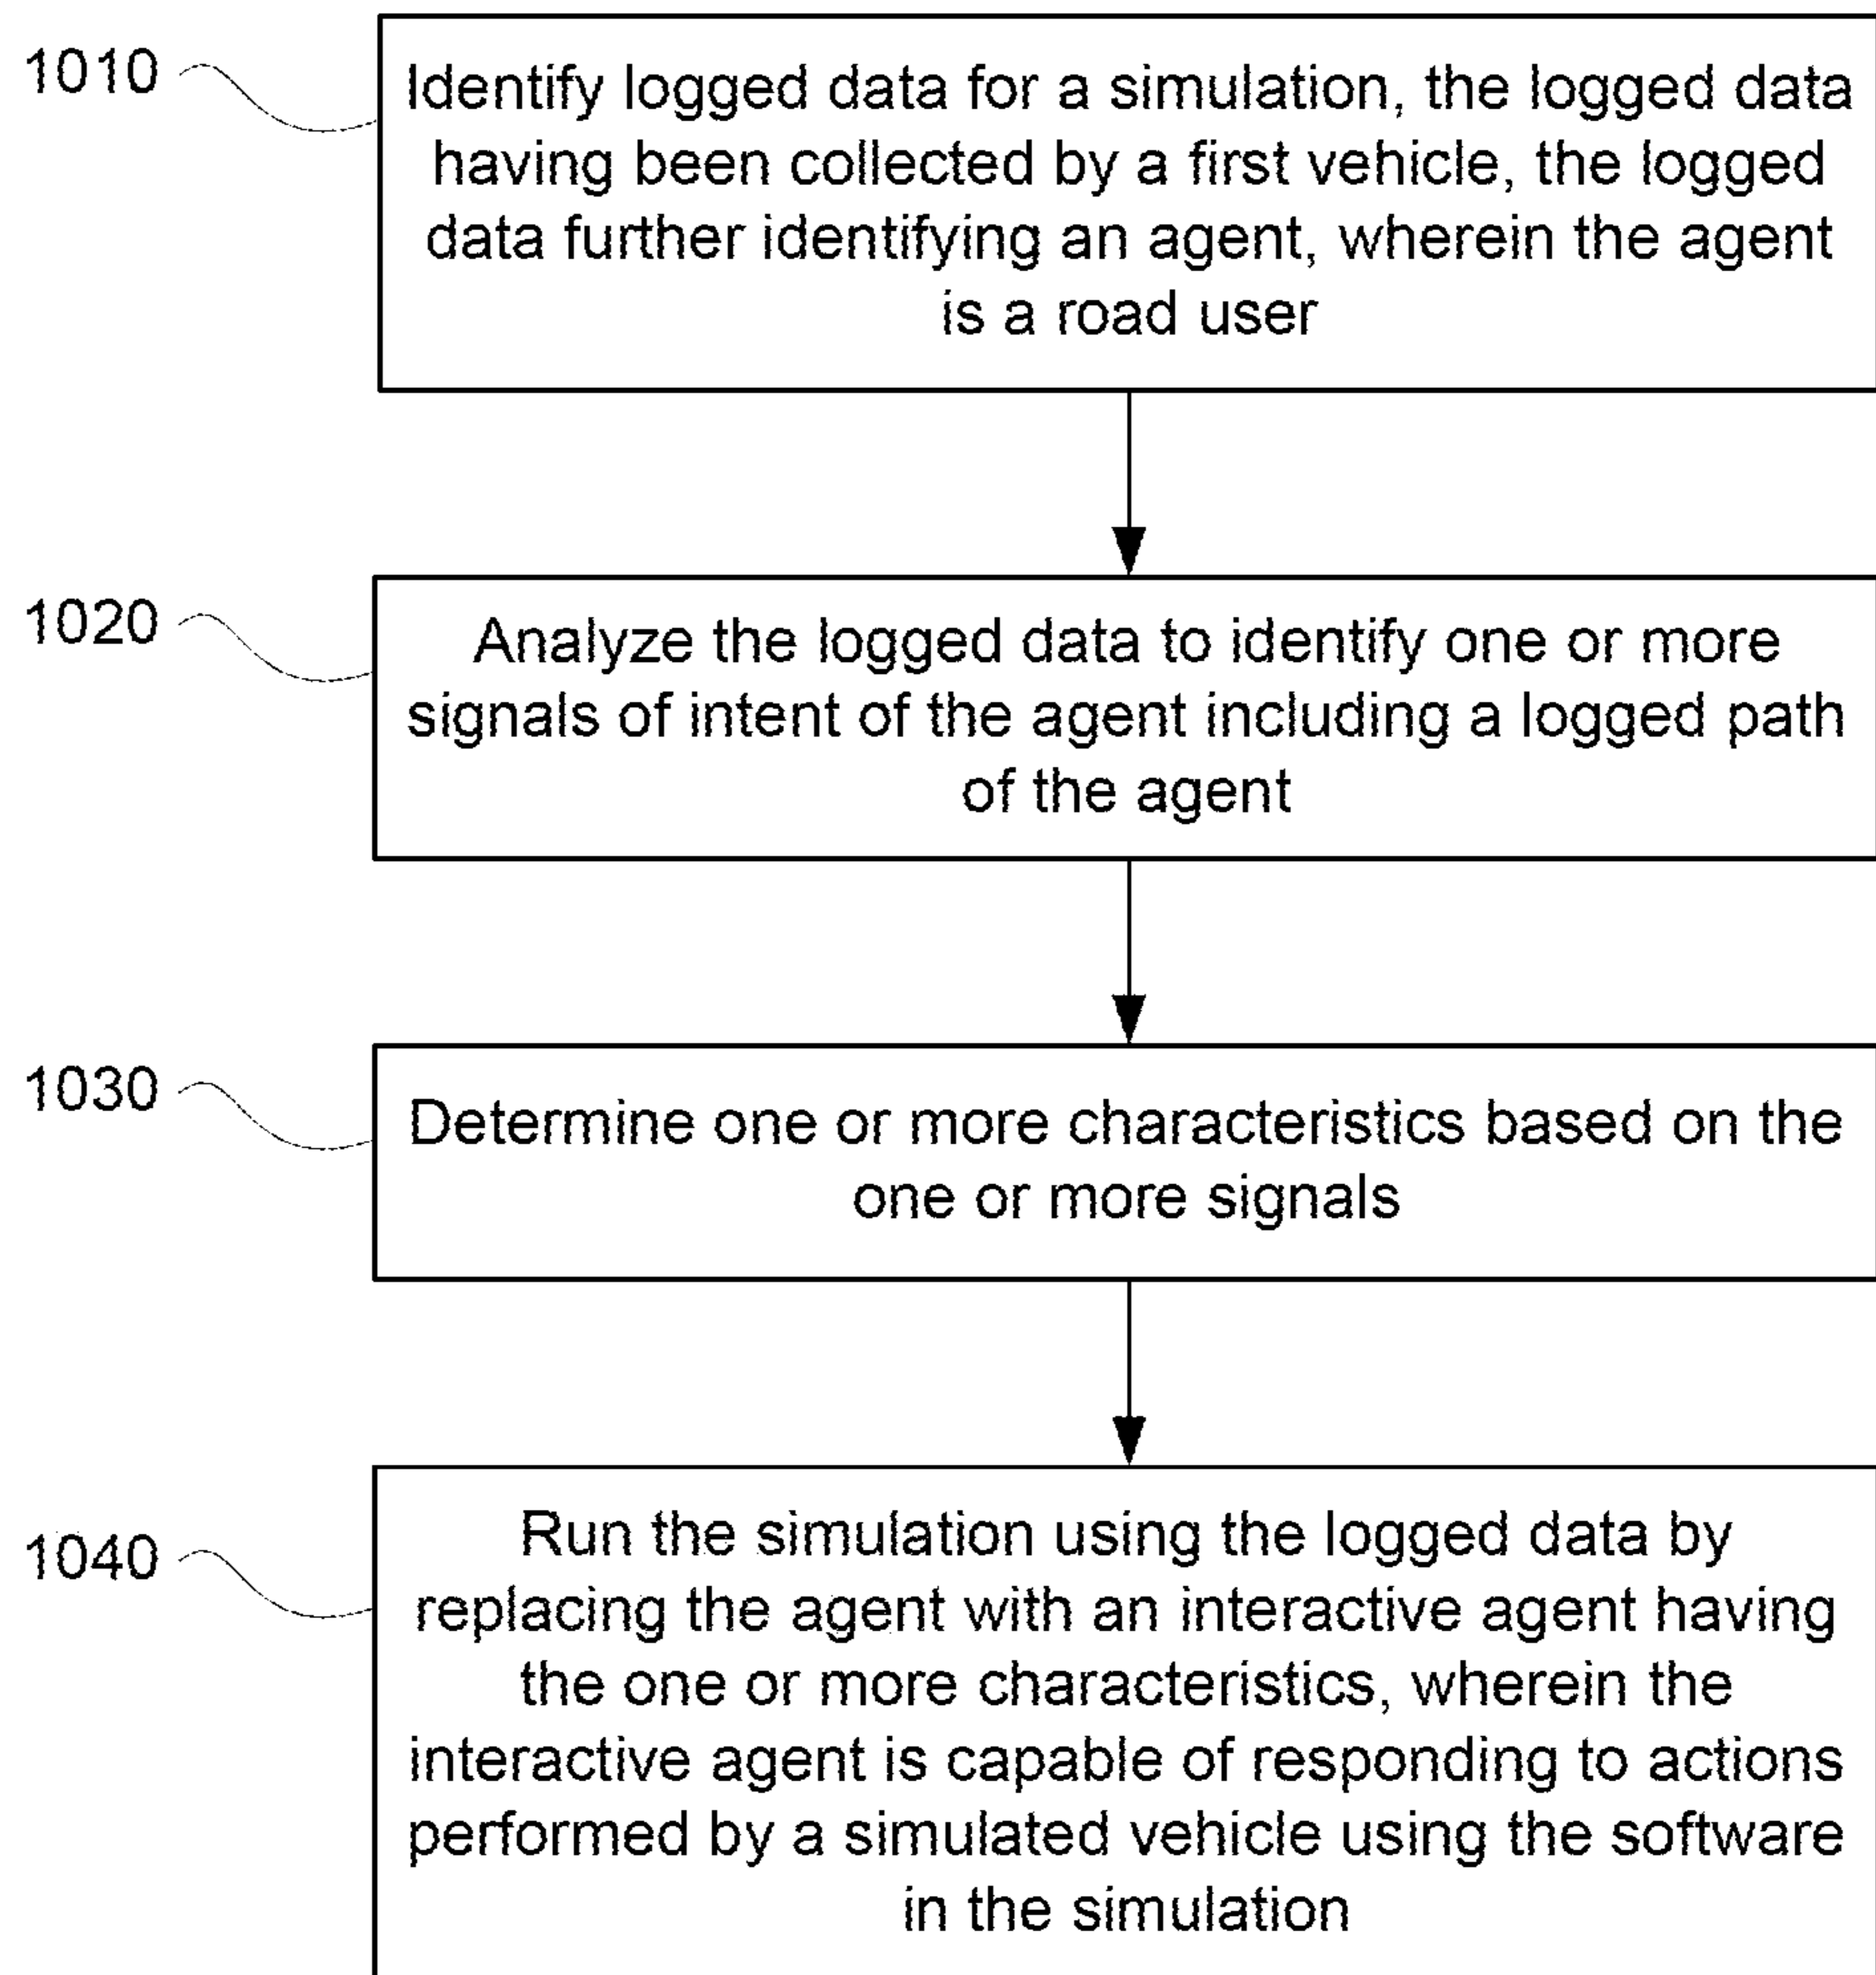 1010
Identify logged data for a simulation, the logged data
having been collected by a first vehicle, the logged
data further identifying an agent, wherein the agent
is a road user
1020
Analyze the logged data to identify one or more
signals of intent of the agent including a logged path
of the agent
1030
Determine one or more characteristics based on the
one or more signals
1040
Run the simulation using the logged data by
replacing the agent with an interactive agent having
the one or more characteristics, wherein the
interactive agent is capable of responding to actions
performed by a simulated vehicle using the software
in the simulation